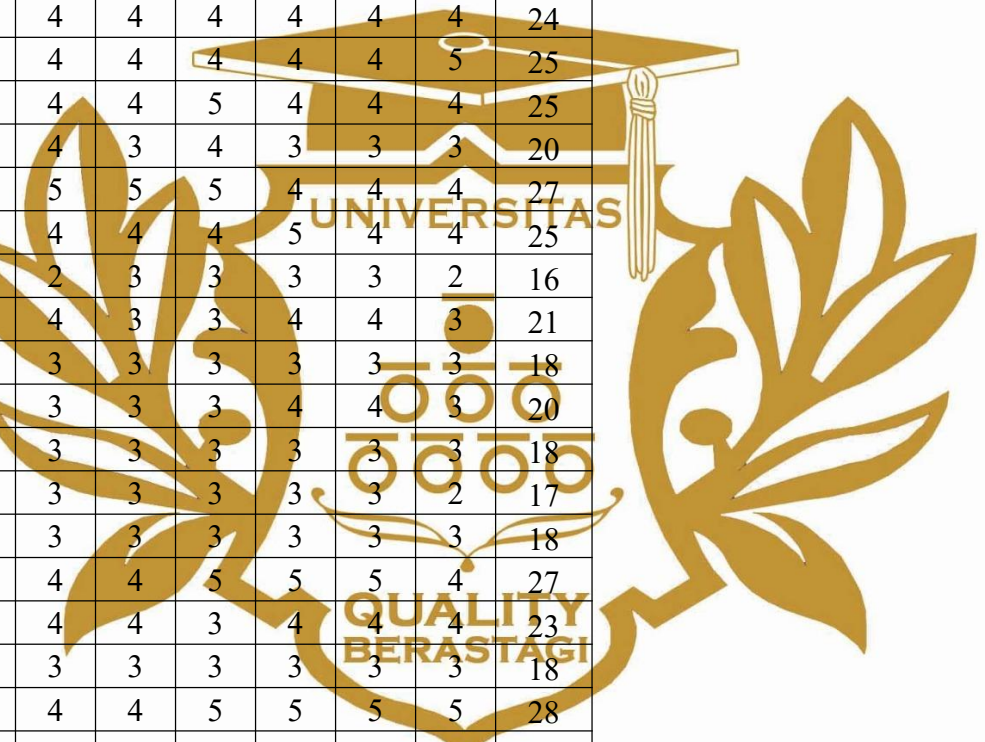 4 4 4 4 4 4 24
4 4 4 4 4 5 25
4 4 5 4 4 4 25
4 3 4 3 3 3 20
5 5 5 4 4 4 27
UNIVERSITAS
4 4 4 5 4 4 25
2 3 3 3 3 2 16
4 3 3 4 4 3 21
3 3 3 3 3 3 18
3 3 3 4 4 3 20
3 3 3 3 3 3 18
3 3 3 3 3 2 17
3 3 3 3 3 3 18
4 4 5 5 5 4 27
QUALITY
4 4 3 4 4 4 23
BERASTAGI
3 3 3 3 3 3 18
4 4 5 5 5 5 28